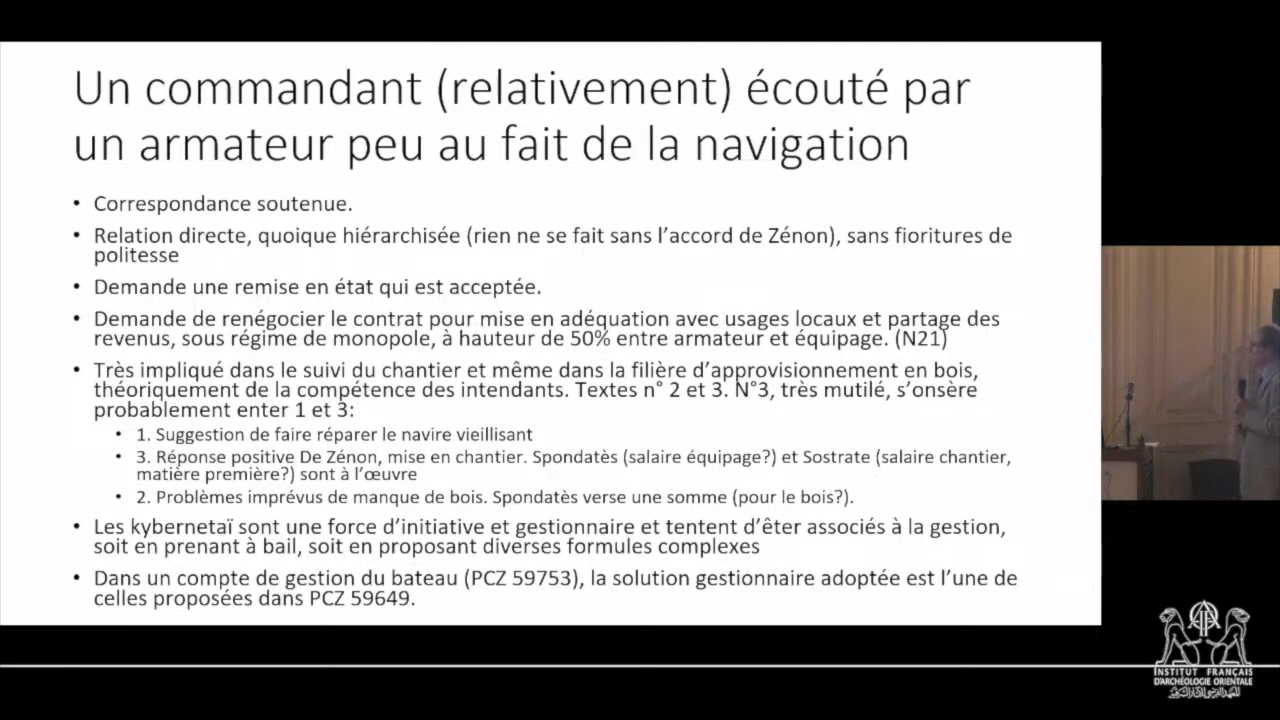 Un commandant (relativement) écouté par
un armateur peu au fait de la navigation
• Correspondance soutenue.
• Relation directe, quoique hiérarchisée (rien ne se fait sans l'accord de Zénon), sans fioritures de
politesse
• Demande une remise en état qui est acceptée.
• Demande de renégocier le contrat pour mise en adéquation avec usages locaux et partage des
revenus, sous régime de monopole, à hauteur de 50% entre armateur et équipage. (N21)
• Très impliqué dans le suivi du chantier et même dans la filière d'approvisionnement en bois,
théoriquement de la compétence des intendants. Textes n° 2 et 3. N°3, très mutilé, s'onsère
probablement enter 1 et 3:
• 1. Suggestion de faire réparer le navire vieillisant
• 3. Réponse positive De Zénon, mise en chantier. Spondatès (salaire équipage?) et Sostrate (salaire chantier,
matière première?) sont à l'œuvre
• 2. Problèmes imprévus de manque de bois. Spondatès verse une somme (pour le bois?).
• Les kybernetaï sont une force d'initiative et gestionnaire et tentent d'êter associés à la gestion,
soit en prenant à bail, soit en proposant diverses formules complexes
• Dans un compte de gestion du bateau (PCZ 59753), la solution gestionnaire adoptée est l'une de
celles proposées dans PCZ 59649.
INSTITUT FRANÇAIS
D'ARCHÉOLOGIE ORIENTALE